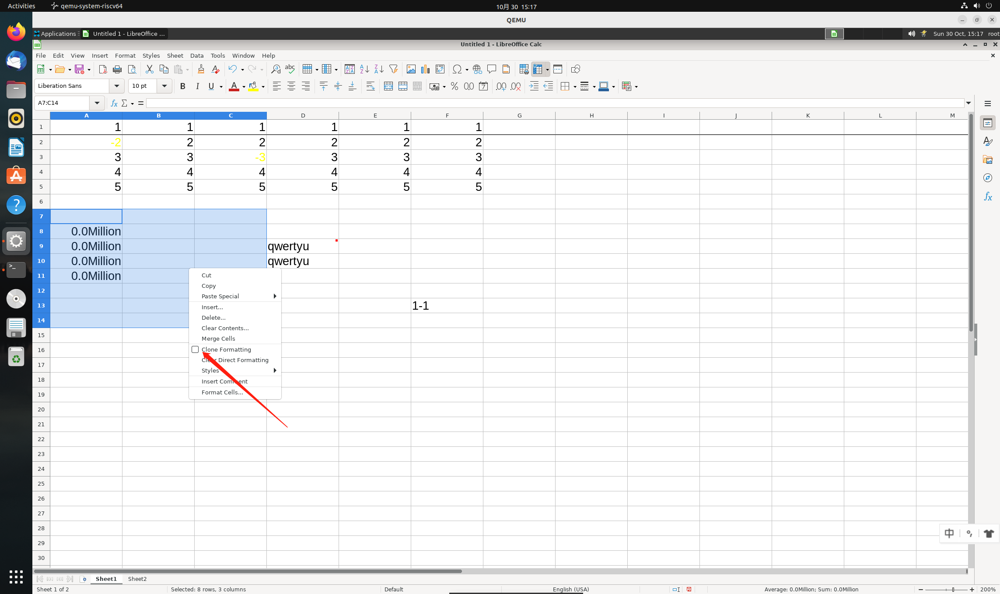 Activities qemu-system-riscv64 10月 30 15:17
QEMU
Applications Untitled 1 - LibreOffice ... Sun 30 Oct, 15:17 root
Untitled 1 - LibreOffice Calc
File Edit View Insert Format Styles Sheet Data Tools Window Help
Liberation Sans 10 pt B I U A % 0.0 7 .00 .00
A7:C14 fx Σ =
A B C D E F G H I J K L M
1 1 1 1 1 1 1
2 -2 2 2 2 2 2
3 3 3 -3 3 3 3
4 4 4 4 4 4 4
5 5 5 5 5 5 5
6
7
8 0.0Million
9 0.0Million qwertyu
10 0.0Million qwertyu
11 0.0Million
Cut
12
Copy
Paste Special
13 1-1
Insert...
14
Delete...
Clear Contents...
15
Merge Cells
16
Clone Formatting
Clear Direct Formatting
17
Styles
18
Insert Comment
19
Format Cells...
20
21
22
23
24
25
26
27
28
中
29
30
Sheet1 Sheet2
Sheet 1 of 2 Selected: 8 rows, 3 columns Default English (USA) Average: 0.0Million; Sum: 0.0Million 200%